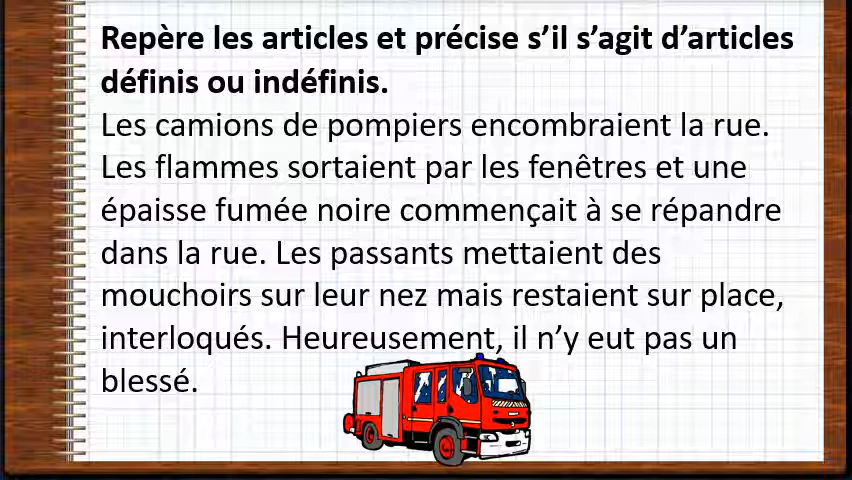 Repère les articles et précise s’il s’agit d’articles
définis ou indéfinis.
Les camions de pompiers encombraient la rue.
Les flammes sortaient par les fenêtres et une
épaisse fumée noire commençait à se répandre
dans la rue. Les passants mettaient des
mouchoirs sur leur nez mais restaient sur place,
interloqués. Heureusement, il n’y eut pas un
blessé.